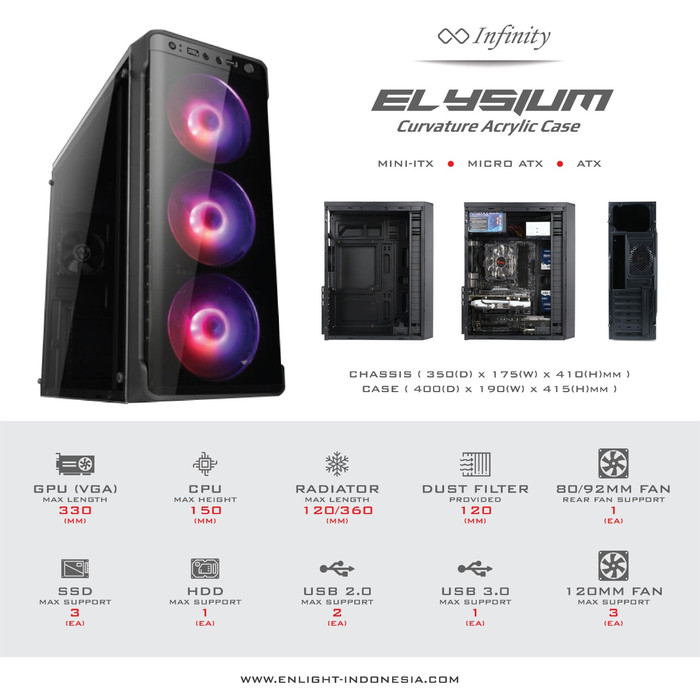 Infinity
ELYSIUM
Curvature Acrylic Case
MINI-ITX ● MICRO ATX ● ATX
CHASSIS ( 350(D) x 175(W) x 410(H)MM )
CASE ( 400(D) x 190(W) x 415(H)MM )
GPU (VGA)
MAX LENGTH
330
(MM)
CPU
MAX HEIGHT
150
(MM)
RADIATOR
MAX LENGTH
120/360
(MM)
DUST FILTER
PROVIDED
120
(MM)
80/92MM FAN
REAR FAN SUPPORT
1
(EA)
SSD
MAX SUPPORT
3
(EA)
HDD
MAX SUPPORT
1
(EA)
USB 2.0
MAX SUPPORT
2
(EA)
USB 3.0
MAX SUPPORT
1
(EA)
120MM FAN
MAX SUPPORT
3
(EA)
WWW.ENLIGHT-INDONESIA.COM